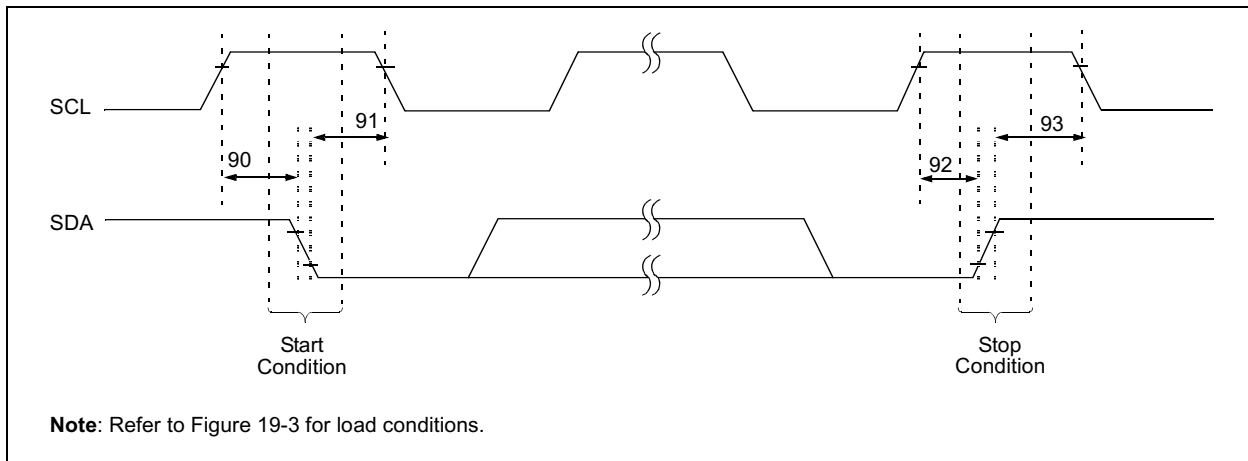 SCL
91
93
90
92
SDA
Start
Condition
Stop
Condition
Note: Refer to Figure 19-3 for load conditions.